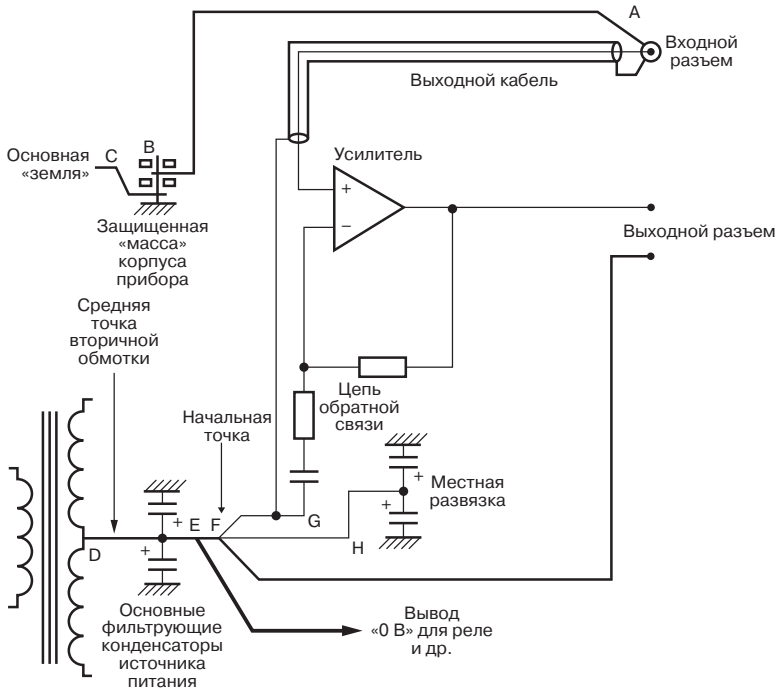 A
Входной
разъем
Выходной кабель
Основная
«земля»
C
B
Усилитель
+
−
Защищенная
«масса»
корпуса
прибора
Выходной разъем
Средняя
точка
вторичной
обмотки
Цепь
обратной
связи
Начальная
точка
+
Местная
развязка
+
+
E
F
G
D
H
+
Основные
фильтрующие
конденсаторы
источника
питания
Вывод
«0 В» для реле
и др.